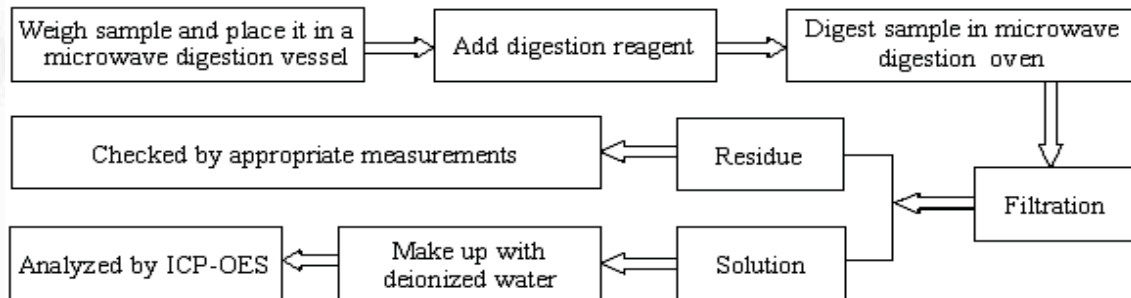 Weigh sample and place it in a
microwave digestion vessel
Add digestion reagent
Digest sample in microwave
digestion oven
Filtration
Residue
Checked by appropriate measurements
Solution
Make up with
deionized water
Analyzed by ICP-OES